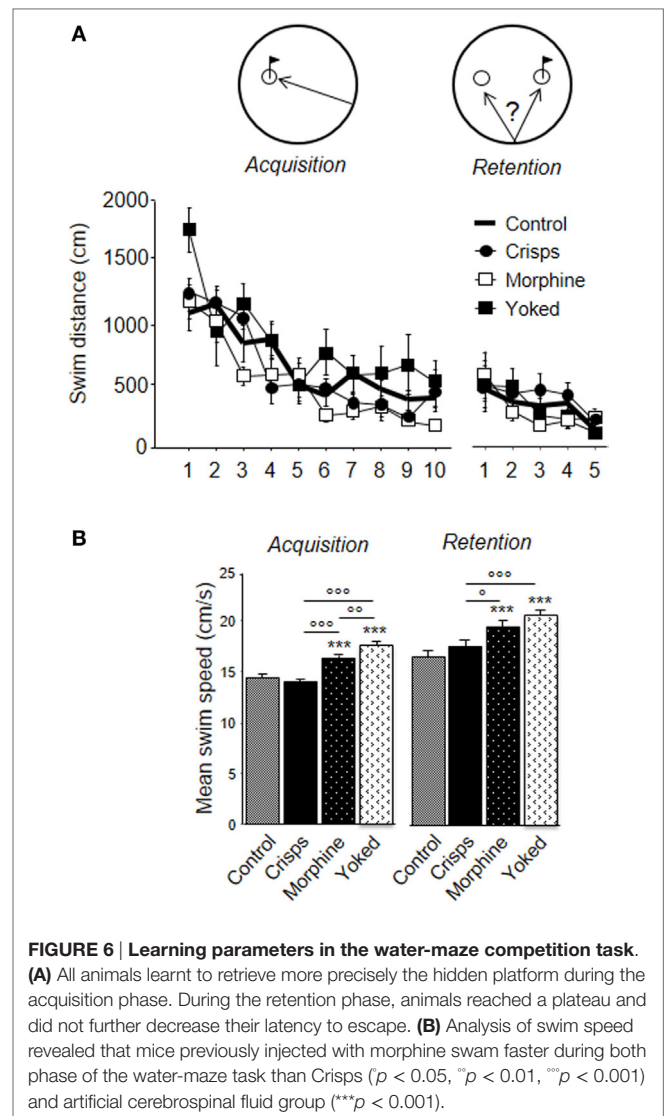 A
?
Acquisition
Retention
Swim distance (cm)
2000
1500
1000
500
0
Control
Crisps
Morphine
Yoked
1 2 3 4 5 6 7 8 9 10
1 2 3 4 5
B
Acquisition
Retention
Mean swim speed (cm/s)
25
20
15
10
5
0
°°°
°°
°°°
***
***
°°°
°
***
***
Control
Crisps
Morphine
Yoked
Control
Crisps
Morphine
Yoked
FIGURE 6 | Learning parameters in the water-maze competition task.
(A) All animals learnt to retrieve more precisely the hidden platform during the
acquisition phase. During the retention phase, animals reached a plateau and
did not further decrease their latency to escape. (B) Analysis of swim speed
revealed that mice previously injected with morphine swam faster during both
phase of the water-maze task than Crisps (°p < 0.05, °°p < 0.01, °°°p < 0.001)
and artificial cerebrospinal fluid group (***p < 0.001).